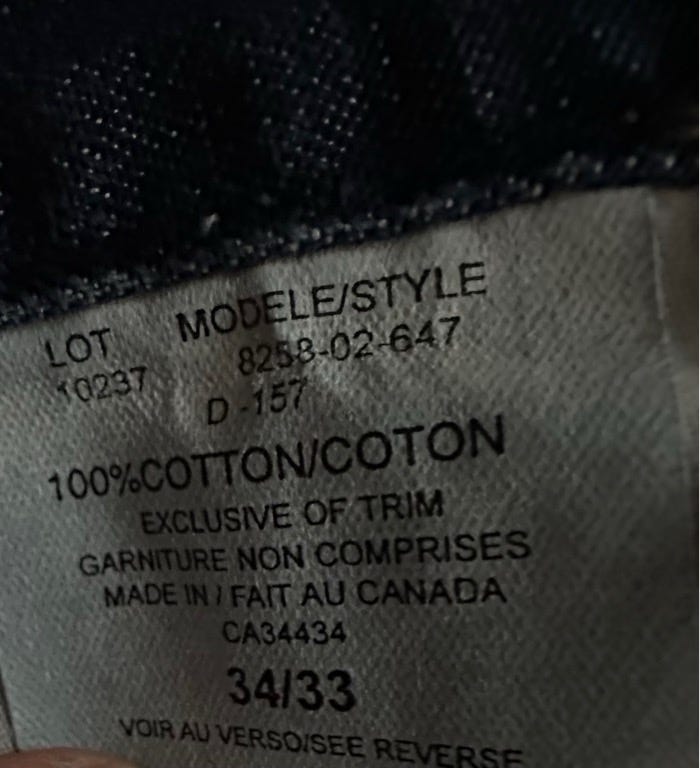 LOT MODELE/STYLE
10237 8258-02-647
D-157
100%COTTON/COTON
EXCLUSIVE OF TRIM
GARNITURE NON COMPRISES
MADE IN / FAIT AU CANADA
CA34434
34/33
VOIR AU VERSO/SEE REVERSE